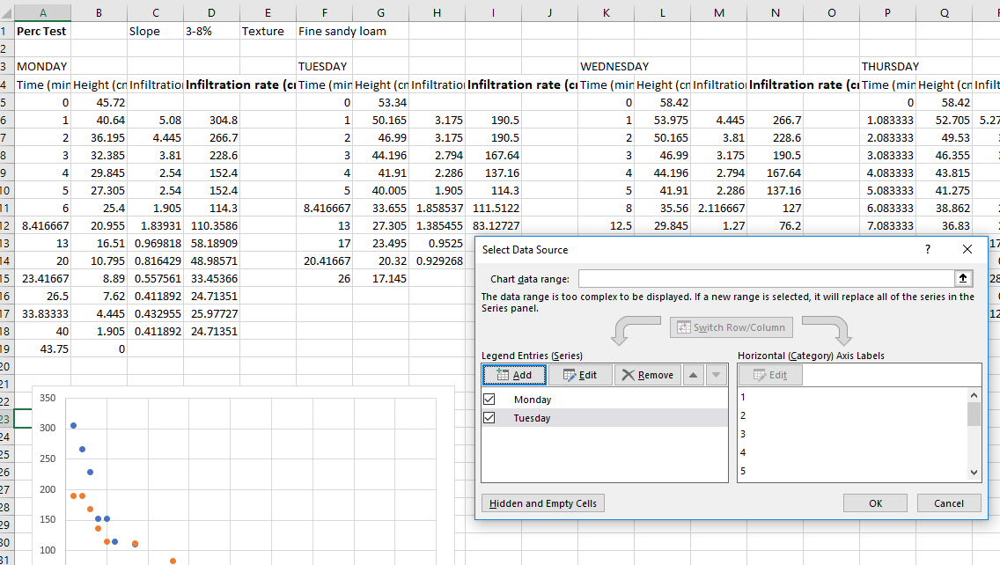 A B C D E F G H I J K L M N O P Q
1 Perc Test Slope 3-8% Texture Fine sandy loam
2
3 MONDAY TUESDAY WEDNESDAY THURSDAY
4 Time (min Height (cm Infiltration Infiltration rate (cr Time (min Height (cm Infiltration Infiltration rate (cr Time (min Height (cm Infiltration Infiltration rate (cr Time (min Height (cm Infilt
5 0 45.72 0 53.34 0 58.42 0 58.42
6 1 40.64 5.08 304.8 1 50.165 3.175 190.5 1 53.975 4.445 266.7 1.083333 52.705 5.27
7 2 36.195 4.445 266.7 2 46.99 3.175 190.5 2 50.165 3.81 228.6 2.083333 49.53
8 3 32.385 3.81 228.6 3 44.196 2.794 167.64 3 46.99 3.175 190.5 3.083333 46.355
9 4 29.845 2.54 152.4 4 41.91 2.286 137.16 4 44.196 2.794 167.64 4.083333 43.815
10 5 27.305 2.54 152.4 5 40.005 1.905 114.3 5 41.91 2.286 137.16 5.083333 41.275
11 6 25.4 1.905 114.3 8.416667 33.655 1.858537 111.5122 8 35.56 2.116667 127 6.083333 38.862
12 8.416667 20.955 1.83931 110.3586 13 27.305 1.385455 83.12727 12.5 29.845 1.27 76.2 7.083333 36.83
13 13 16.51 0.969818 58.18909 17 23.495 0.9525 17
14 20 10.795 0.816429 48.98571 20.41667 20.32 0.929268
15 23.41667 8.89 0.557561 33.45366 26 17.145 28
16 26.5 7.62 0.411892 24.71351
17 33.83333 4.445 0.432955 25.97727 12
18 40 1.905 0.411892 24.71351
19 43.75 0
20
21
22
23
24
25
26
27
28
29
30
31
350
300
250
200
150
100
Select Data Source ?
Chart data range:
The data range is too complex to be displayed. If a new range is selected, it will replace all of the series in the
Series panel.
Switch Row/Column
Legend Entries (Series) Horizontal (Category) Axis Labels
Add Edit Remove Edit
Monday
Tuesday
1
2
3
4
5
Hidden and Empty Cells OK Cancel